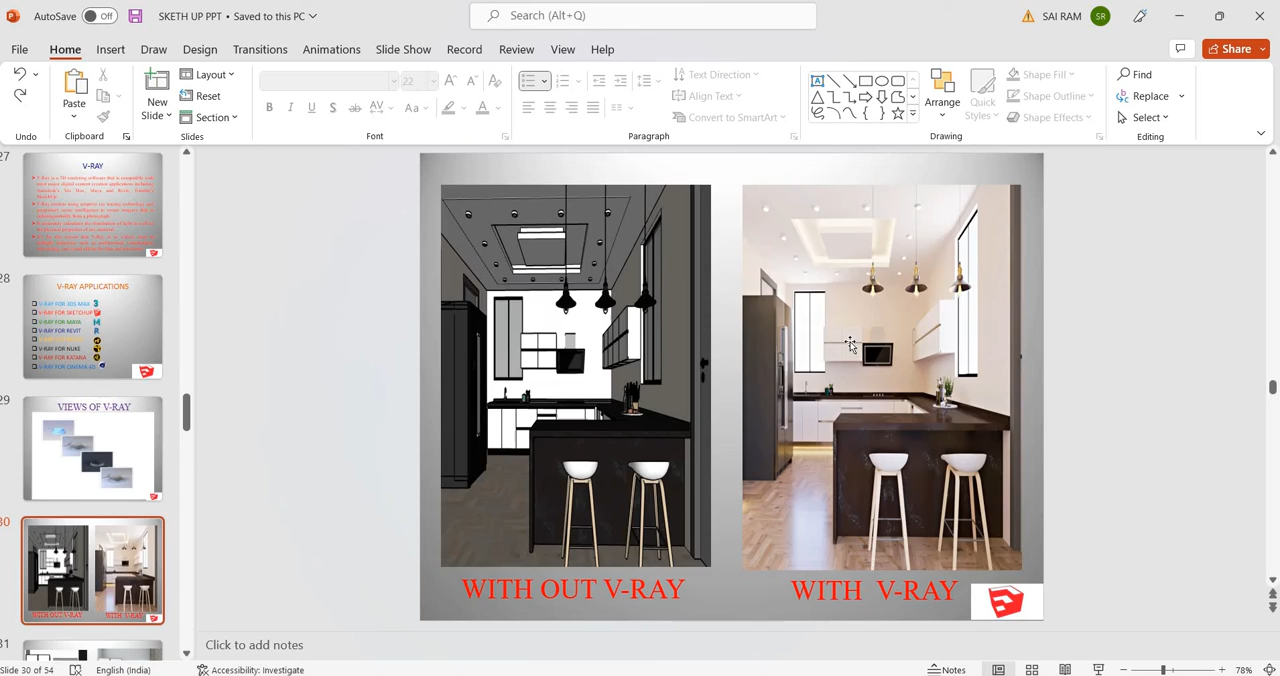 AutoSave Off SKETH UP PPT • Saved to this PC Search (Alt+Q) SAI RAM SR
File Home Insert Draw Design Transitions Animations Slide Show Record Review View Help Share
Paste New Slide Layout Reset Section 22 Text Direction Align Text Convert to SmartArt Arrange Quick Styles Shape Fill Shape Outline Shape Effects Find Replace Select
Undo Clipboard Slides Font Paragraph Drawing Editing
27
V-RAY
28
V-RAY APPLICATIONS
V-RAY FOR 3DS MAX
V-RAY FOR SKETCHUP
V-RAY FOR MAYA
V-RAY FOR REVIT
V-RAY FOR NUKE
V-RAY FOR KATANA
V-RAY FOR CINEMA 4D
29
VIEWS OF V-RAY
30
WITH OUT V-RAY WITH V-RAY
31
WITH OUT V-RAY WITH V-RAY
Click to add notes
Slide 30 of 54 English (India) Accessibility: Investigate Notes 78%